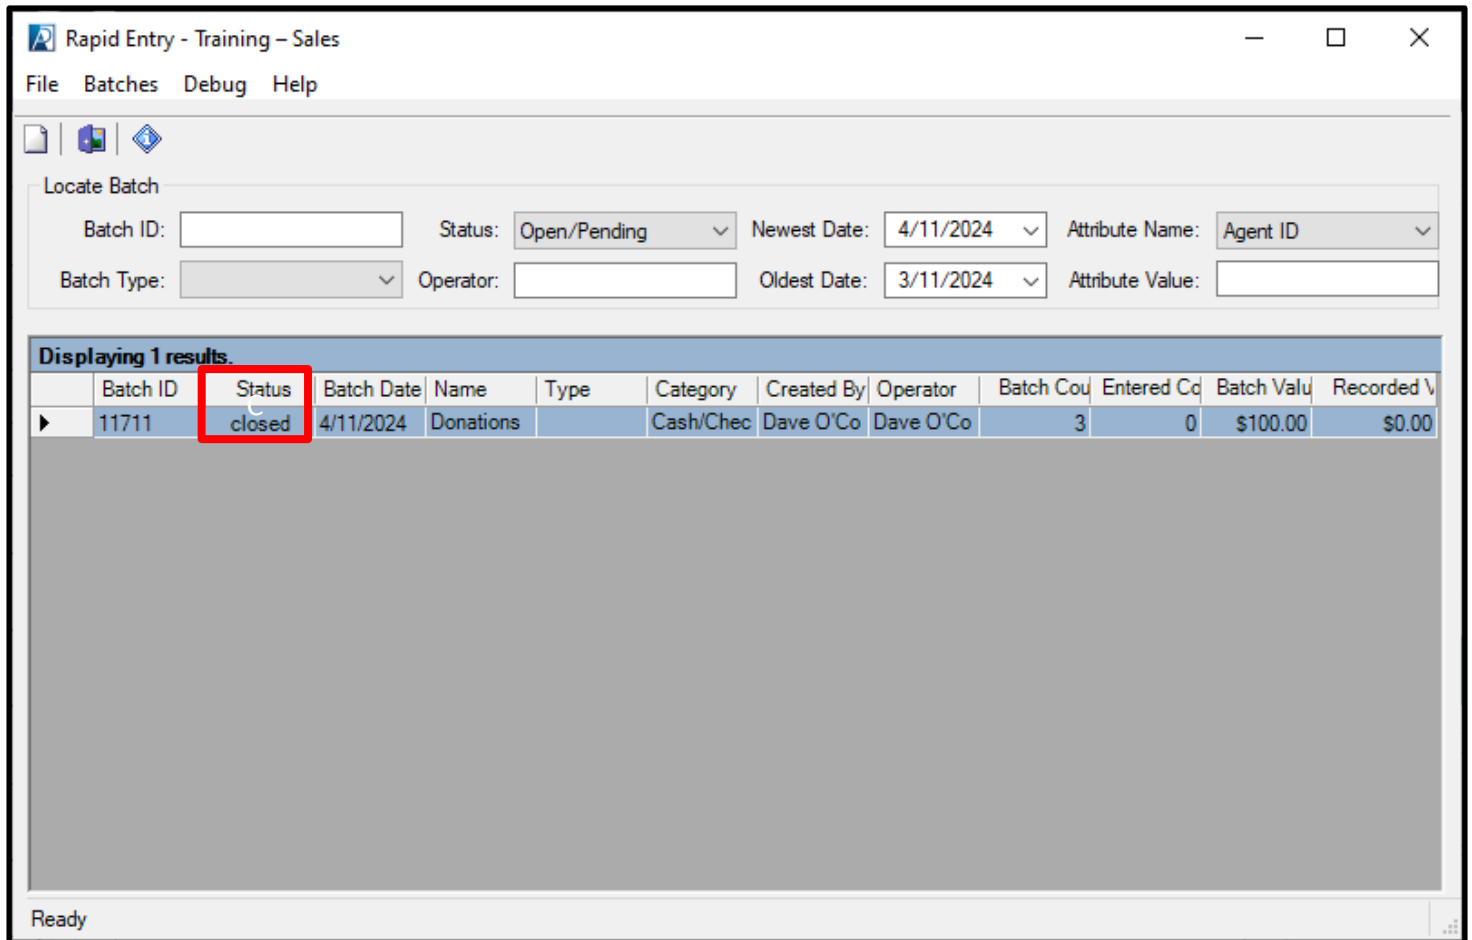 Rapid Entry - Training – Sales
File Batches Debug Help
Locate Batch
Batch ID: Status: Open/Pending Newest Date: 4/11/2024 Attribute Name: Agent ID
Batch Type: Operator: Oldest Date: 3/11/2024 Attribute Value:
Displaying 1 results.
Batch ID Status Batch Date Name Type Category Created By Operator Batch Cou Entered Co Batch Valu Recorded V
C
11711 closed 4/11/2024 Donations Cash/Chec Dave O'Co Dave O'Co 3 0 $100.00 $0.00
Ready